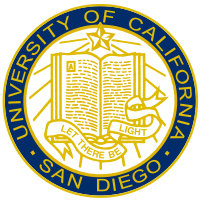 UNIVERSITY OF CALIFORNIA
SAN DIEGO
A
LET THERE BE
LIGHT